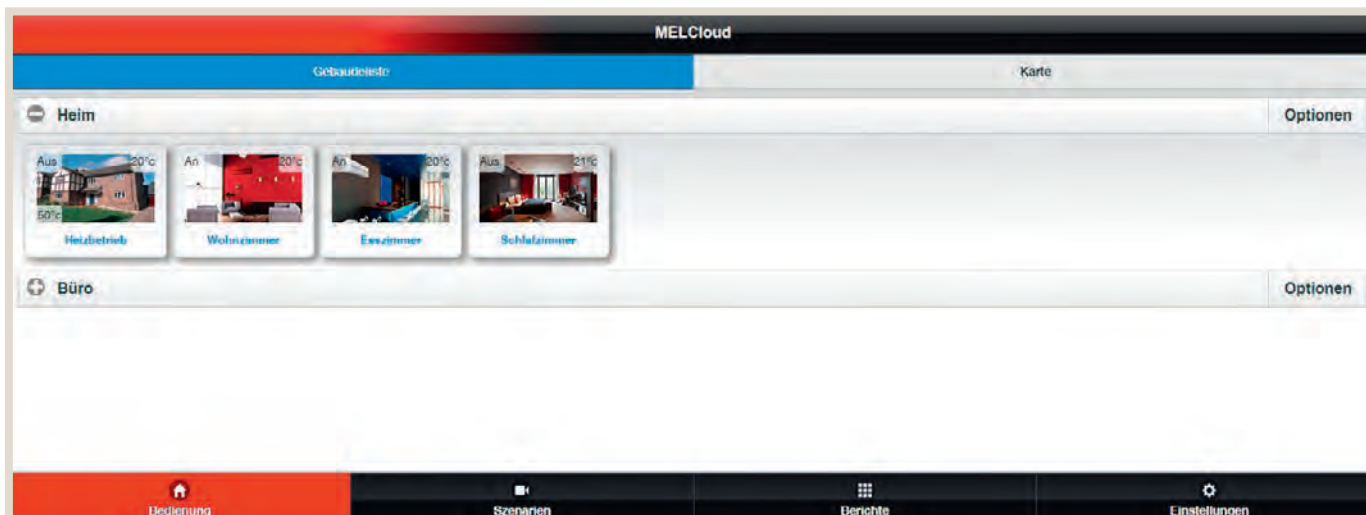 MELCloud
Gebäudeliste Karte
Heim Optionen
Aus 20°c An 20°c An 20°c Aus 21°c
50°c
Heizbetrieb Wohnzimmer Esszimmer Schlafzimmer
Büro Optionen
Bedienung Szenarien Berichte Einstellungen